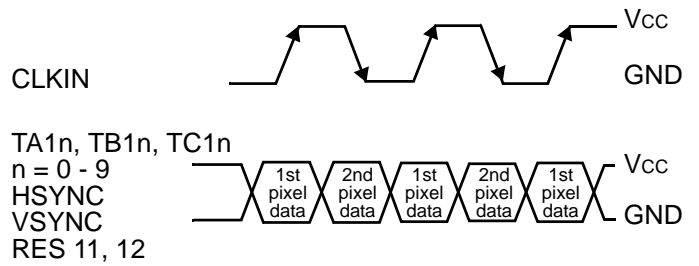 Vcc
CLKIN
GND
TA1n, TB1n, TC1n
n = 0 - 9
HSYNC
VSYNC
RES 11, 12
1st pixel data
2nd pixel data
1st pixel data
2nd pixel data
1st pixel data
Vcc
GND